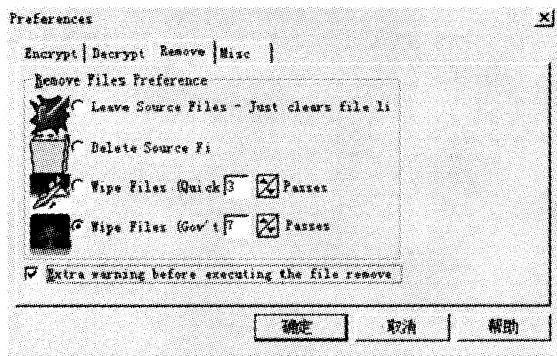 Preferences
Encrypt Decrypt Remove Misc
Remove Files Preference
Leave Source Files - Just clears file li
Delete Source Fi
Wipe Files (Quick 3 Passes
Wipe Files (Gov't 7 Passes
Extra warning before executing the file remove
确定 取消 帮助